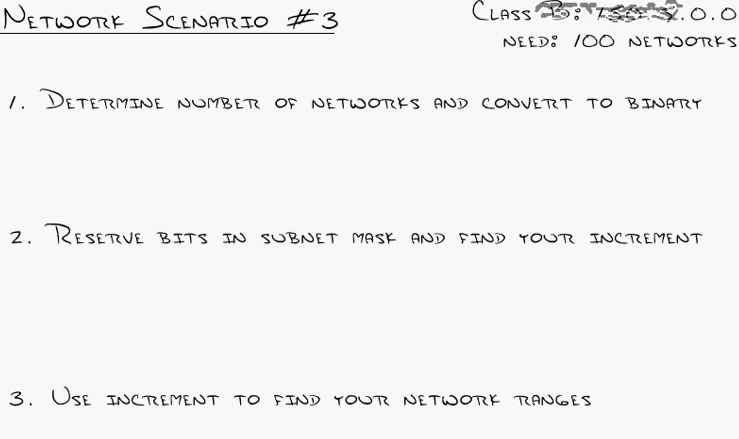 Network Scenario #3
Class B: .0.0
Need: 100 networks
1. Determine number of networks and convert to binary
2. Reserve bits in subnet mask and find your increment
3. Use increment to find your network ranges